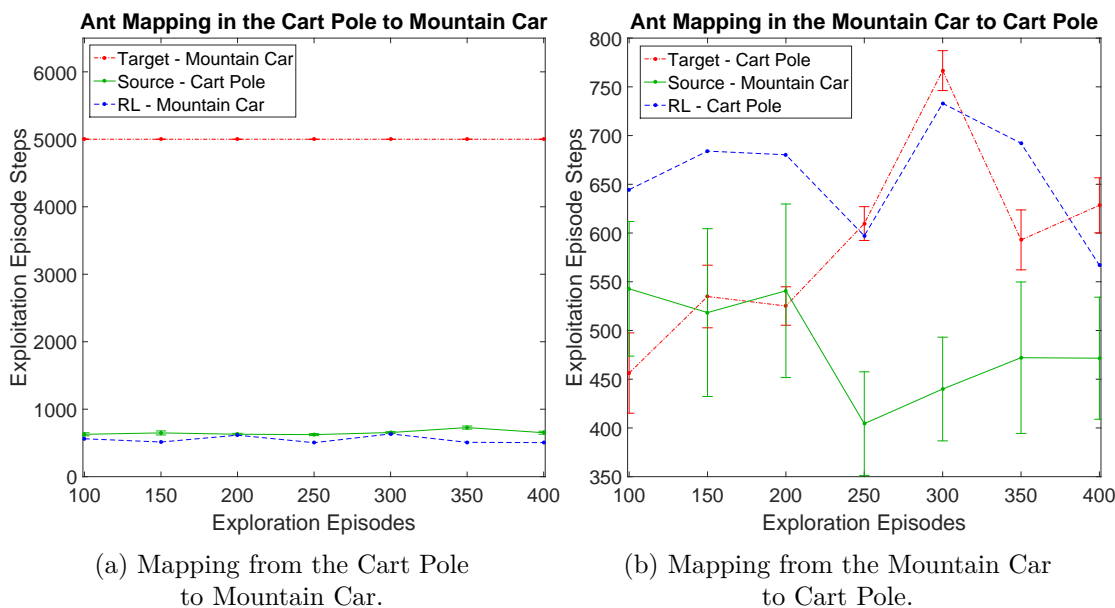 Ant Mapping in the Cart Pole to Mountain Car
Target - Mountain Car
Source - Cart Pole
RL - Mountain Car
Exploitation Episode Steps
6000
5000
4000
3000
2000
1000
0
100 150 200 250 300 350 400
Exploration Episodes
(a) Mapping from the Cart Pole
to Mountain Car.
Ant Mapping in the Mountain Car to Cart Pole
Target - Cart Pole
Source - Mountain Car
RL - Cart Pole
Exploitation Episode Steps
800
750
700
650
600
550
500
450
400
350
100 150 200 250 300 350 400
Exploration Episodes
(b) Mapping from the Mountain Car
to Cart Pole.